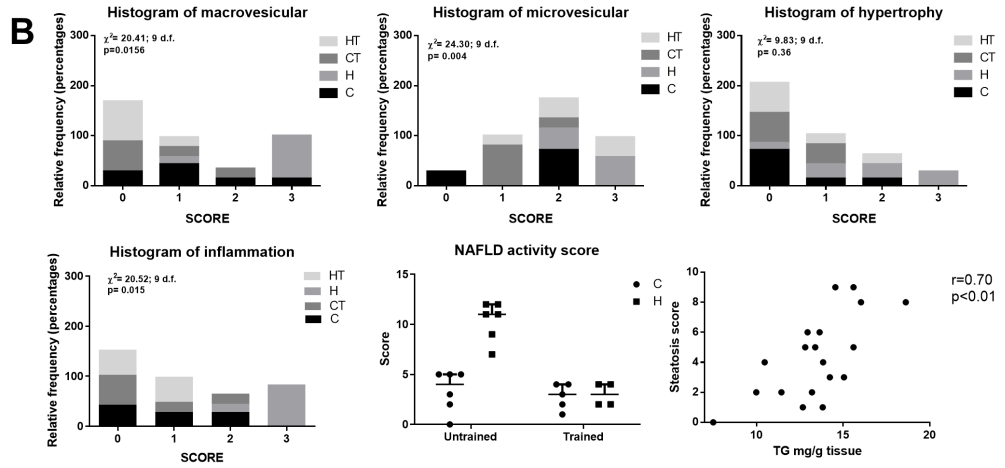 B
Histogram of macrovesicular
χ²= 20.41; 9 d.f.
p=0.0156
HT
CT
H
C
Relative frequency (percentages)
300
200
100
0
0 1 2 3
SCORE
Histogram of microvesicular
χ²= 24.30; 9 d.f.
p= 0.004
HT
CT
H
C
Relative frequency (percentages)
300
200
100
0
0 1 2 3
SCORE
Histogram of hypertrophy
χ²= 9.83; 9 d.f.
p= 0.36
HT
CT
H
C
Relative frequency (percentages)
300
200
100
0
0 1 2 3
SCORE
Histogram of inflammation
χ²= 20.52; 9 d.f.
p= 0.015
HT
H
CT
C
Relative frequency (percentages)
300
200
100
0
0 1 2 3
SCORE
NAFLD activity score
C
H
Score
15
10
5
0
Untrained Trained
r=0.70
p<0.01
Steatosis score
10
8
6
4
2
0
10 15 20
TG mg/g tissue